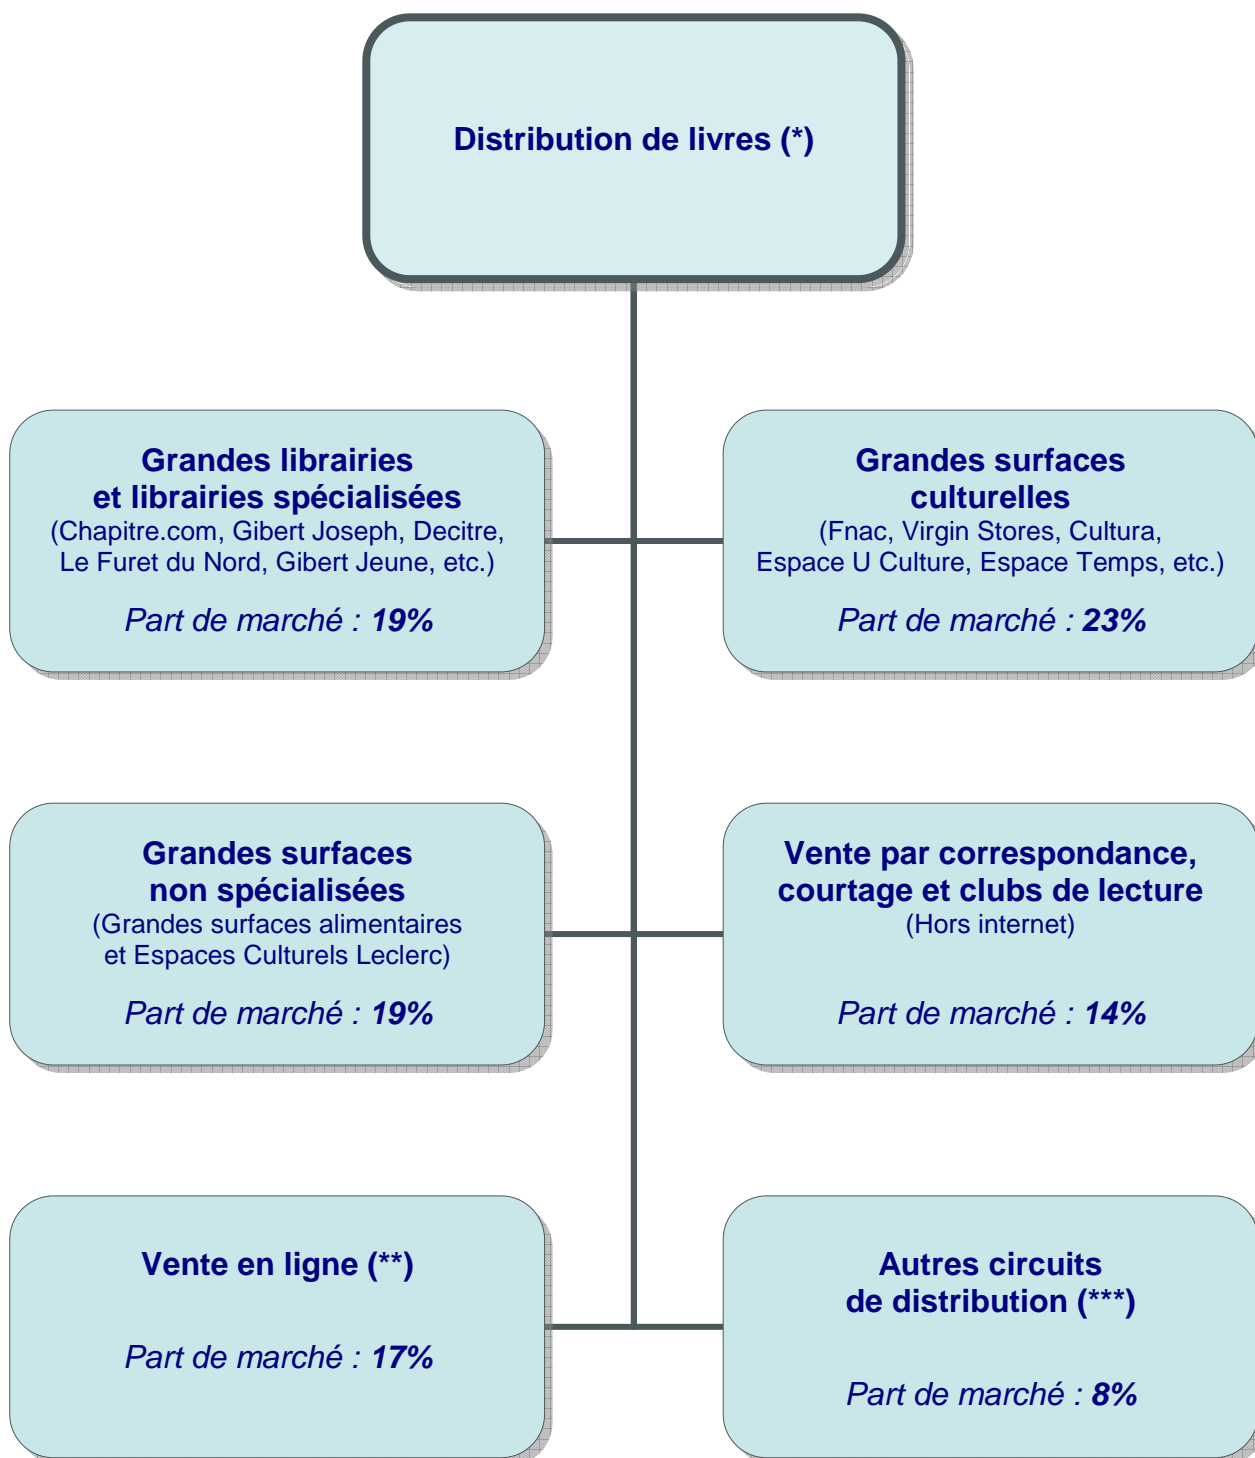 Distribution de livres (*)
Grandes librairies
et librairies spécialisées
(Chapitre.com, Gibert Joseph, Decitre,
Le Furet du Nord, Gibert Jeune, etc.)
Part de marché : 19%
Grandes surfaces
culturelles
(Fnac, Virgin Stores, Cultura,
Espace U Culture, Espace Temps, etc.)
Part de marché : 23%
Grandes surfaces
non spécialisées
(Grandes surfaces alimentaires
et Espaces Culturels Leclerc)
Part de marché : 19%
Vente par correspondance,
courtage et clubs de lecture
(Hors internet)
Part de marché : 14%
Vente en ligne (**)
Part de marché : 17%
Autres circuits
de distribution (***)
Part de marché : 8%